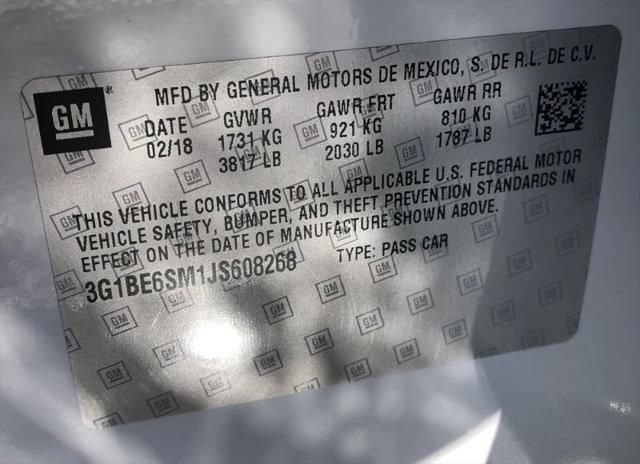 GM
MFD BY GENERAL MOTORS DE MEXICO, S. DE R.L. DE C.V.
DATE GVWR GAWR FRT GAWR RR
02/18 1731 KG 921 KG 810 KG
3817 LB 2030 LB 1787 LB
THIS VEHICLE CONFORMS TO ALL APPLICABLE U.S. FEDERAL MOTOR
VEHICLE SAFETY, BUMPER, AND THEFT PREVENTION STANDARDS IN
EFFECT ON THE DATE OF MANUFACTURE SHOWN ABOVE.
3G1BE6SM1JS608268 TYPE: PASS CAR